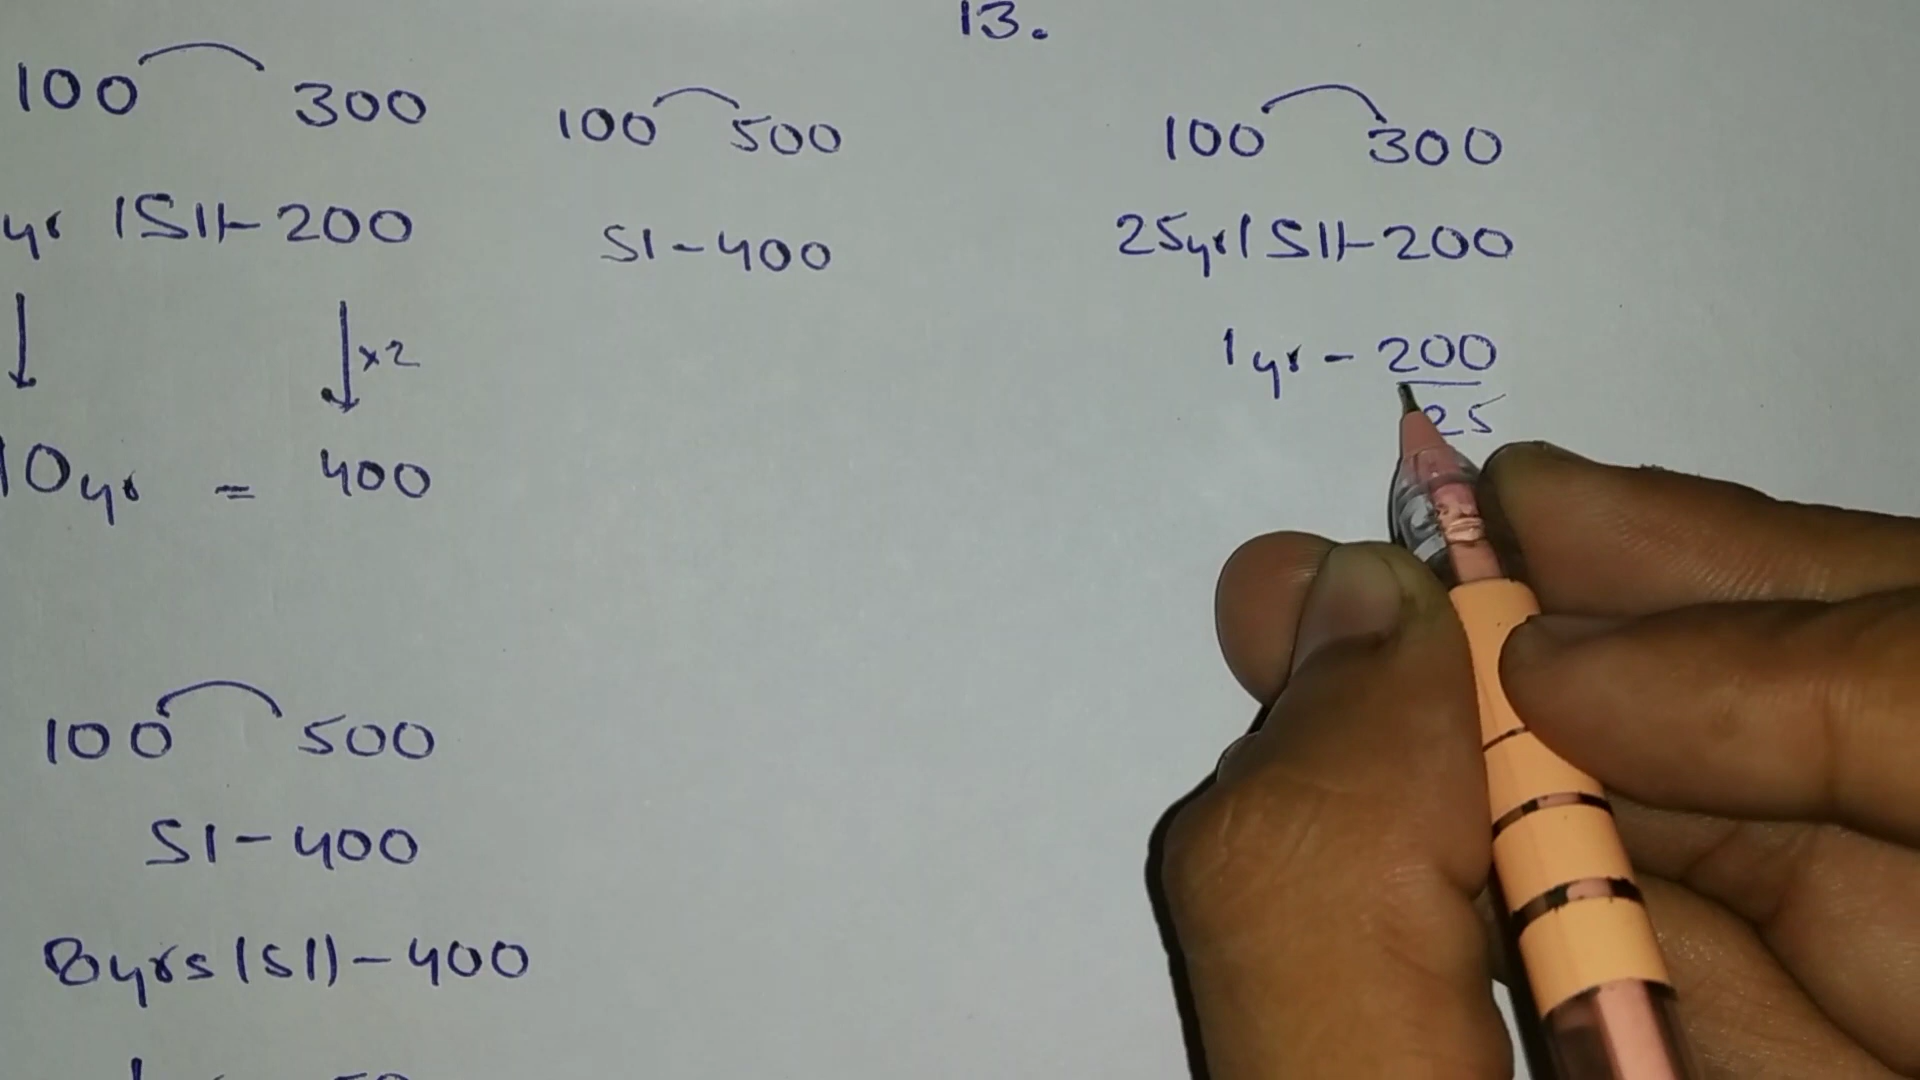 13.
100 300
yr (SI) - 200
×2
10yr = 400
100 500
SI - 400
100 300
25yr (SI) - 200
1yr - 200
25
100 500
SI - 400
8yrs (SI) - 400